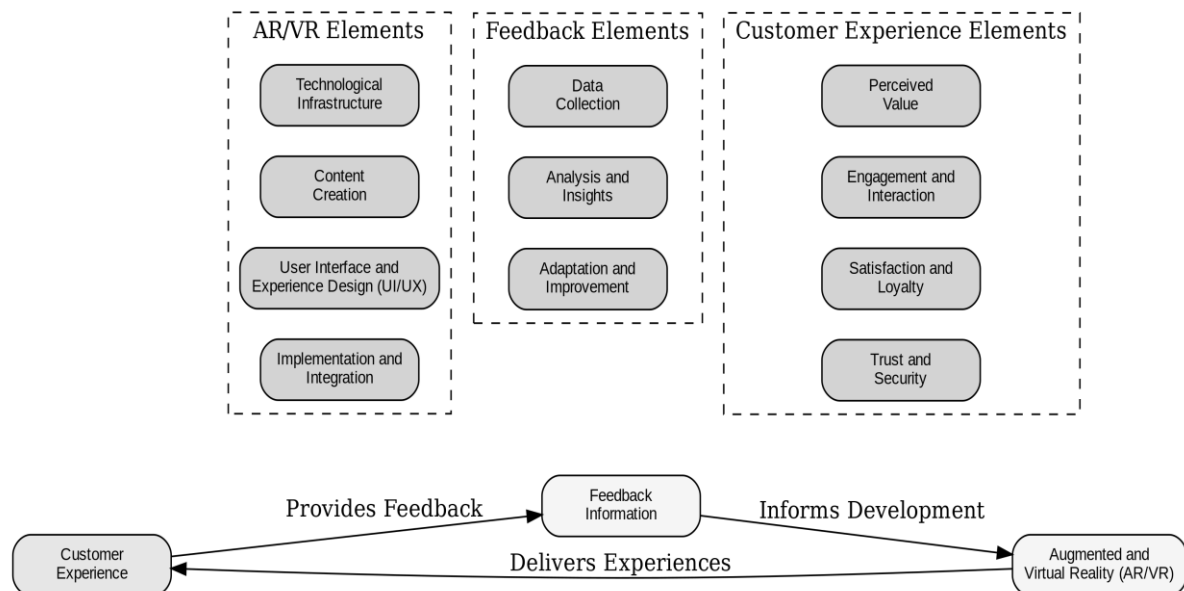 AR/VR Elements
Technological
Infrastructure
Content
Creation
User Interface and
Experience Design (UI/UX)
Implementation and
Integration
Feedback Elements
Data
Collection
Analysis and
Insights
Adaptation and
Improvement
Customer Experience Elements
Perceived
Value
Engagement and
Interaction
Satisfaction and
Loyalty
Trust and
Security
Customer
Experience
Provides Feedback
Feedback
Information
Informs Development
Augmented and
Virtual Reality (AR/VR)
Delivers Experiences